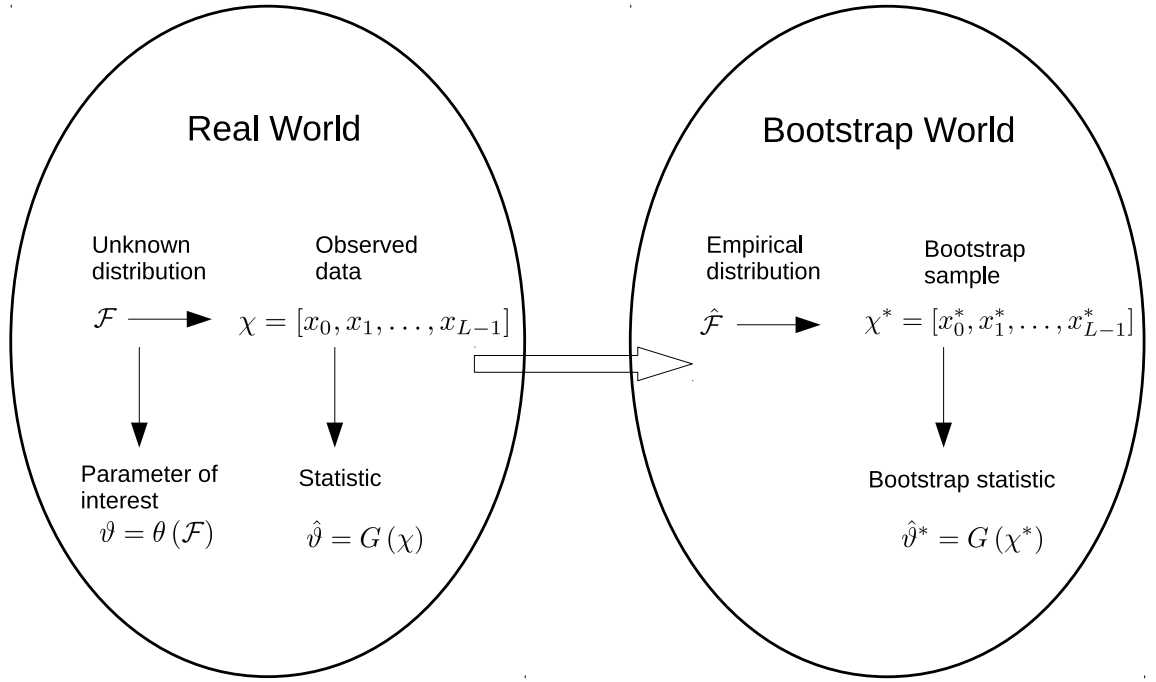 Real World
Unknown distribution
Observed data
ℱ
χ = [x₀, x₁, …, x_{L−1}]
Parameter of interest
ϑ = θ (ℱ)
Statistic
ϑ̂ = G (χ)
Bootstrap World
Empirical distribution
Bootstrap sample
ℱ̂
χ* = [x₀*, x₁*, …, x*_{L−1}]
Bootstrap statistic
ϑ̂* = G (χ*)